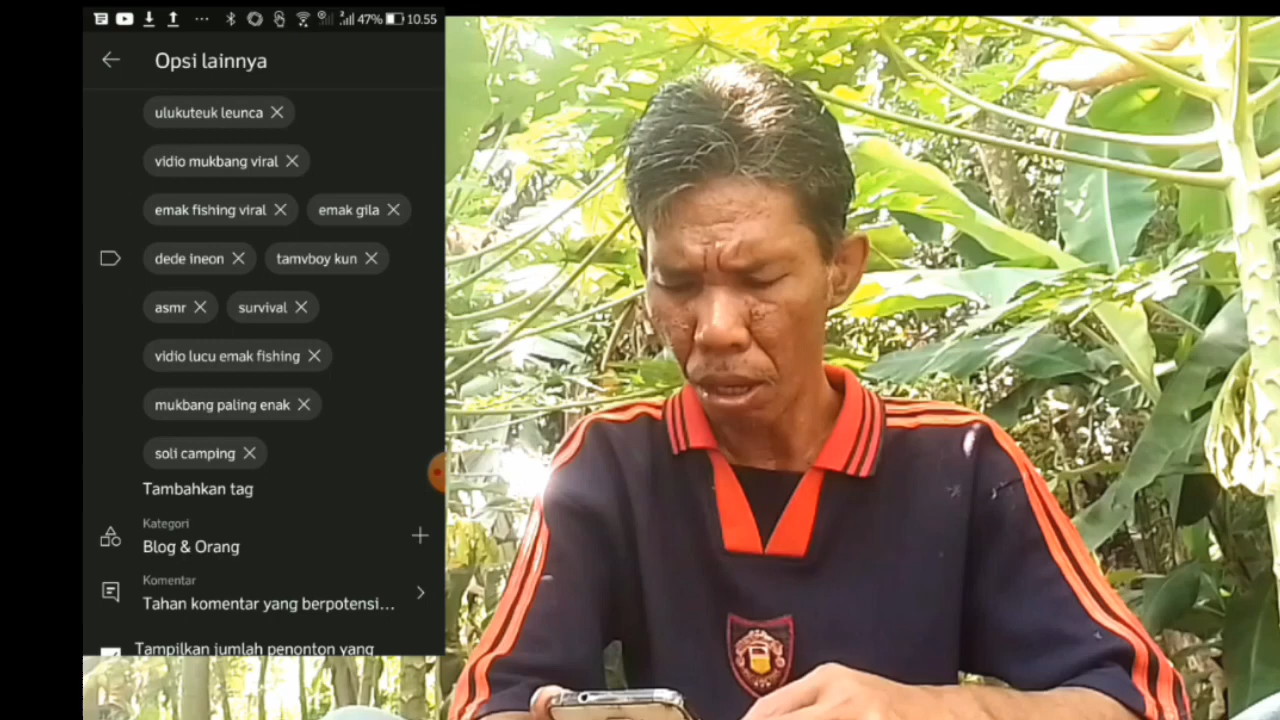 47% 10.55
Opsi lainnya
ulukuteuk leunca
vidio mukbang viral
emak fishing viral emak gila
dede ineon tamvboy kun
asmr survival
vidio lucu emak fishing
mukbang paling enak
soli camping
Tambahkan tag
Kategori
Blog & Orang
Komentar
Tahan komentar yang berpotensi...
Tampilkan jumlah penonton yang